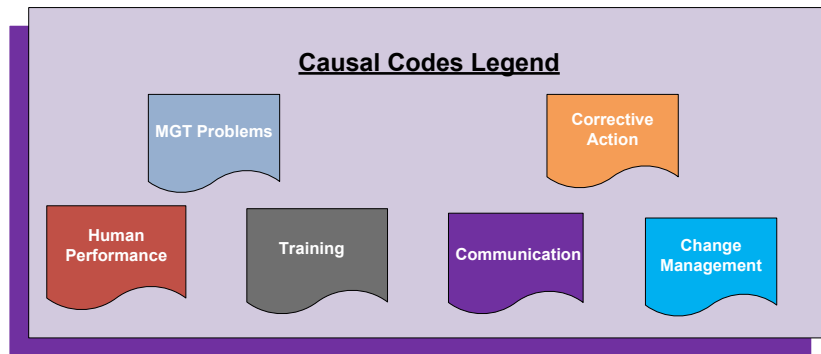 Causal Codes Legend
MGT Problems
Corrective
Action
Human
Performance
Training
Communication
Change
Management